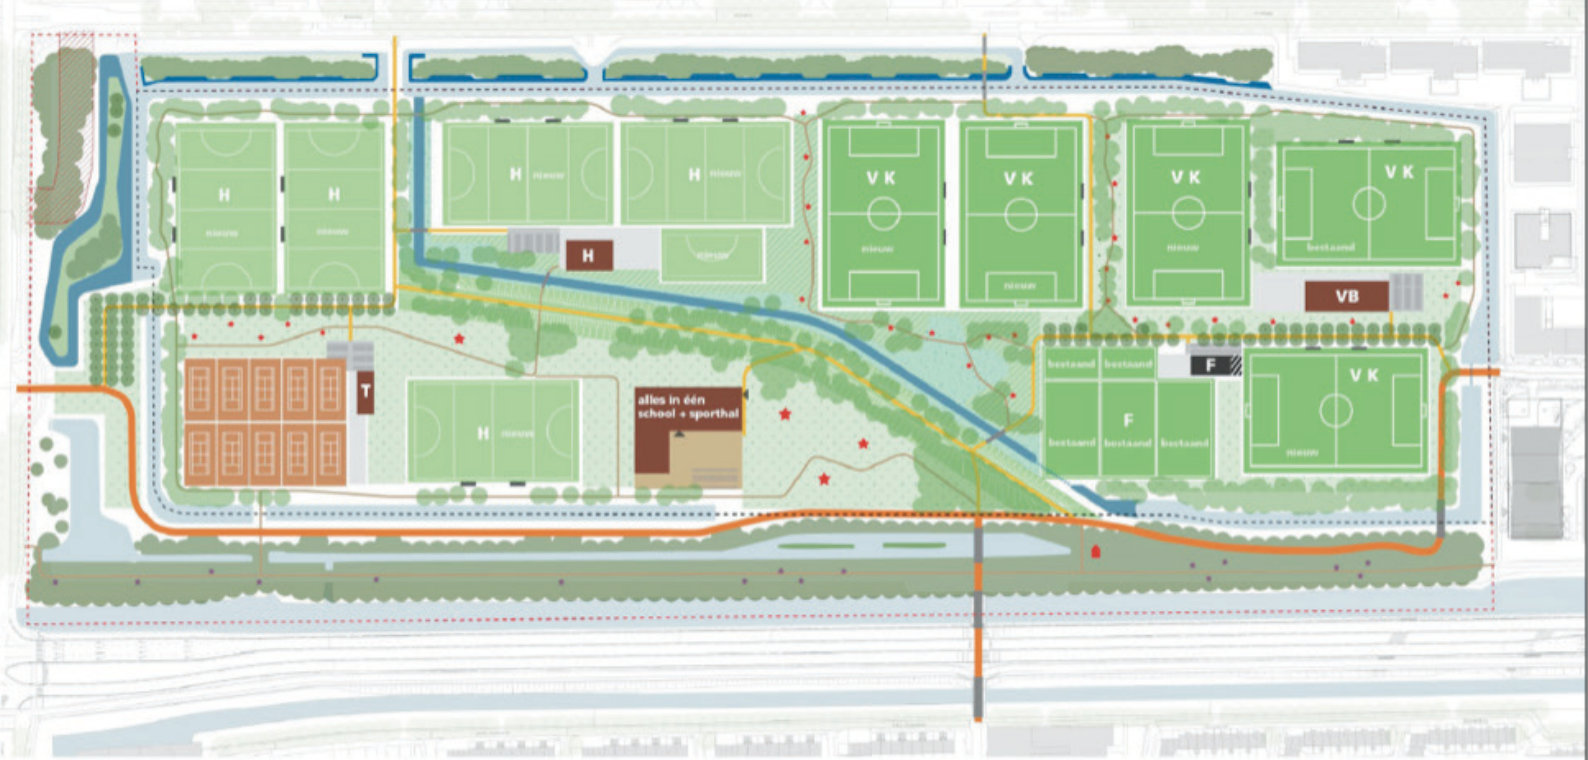 H
H
nieuw
nieuw
H nieuw
H nieuw
H
nieuw
V K
nieuw
V K
nieuw
V K
nieuw
V K
bestaand
VB
T
H nieuw
alles in één
school + sporthal
bestaand
bestaand
F
bestaand
bestaand
bestaand
F
V K
nieuw